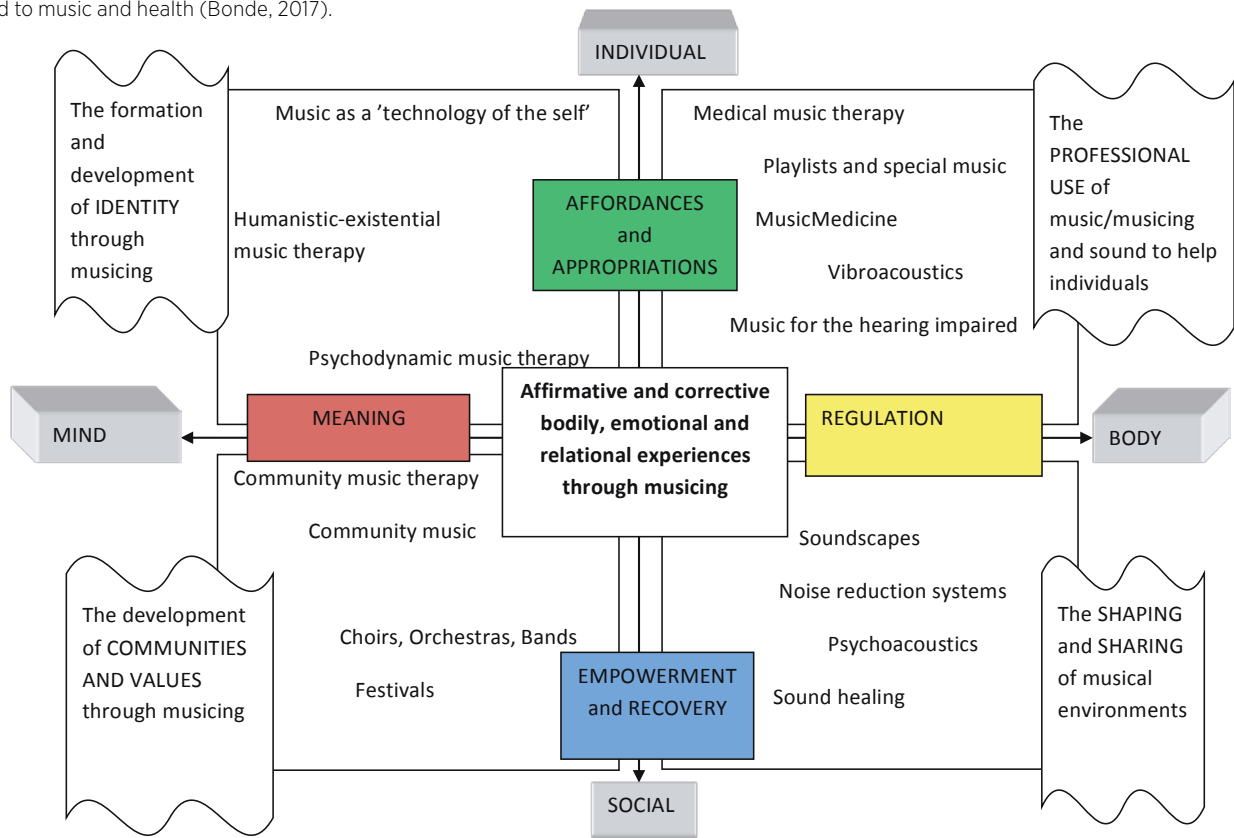 d to music and health (Bonde, 2017).
INDIVIDUAL
The formation
and
development
of IDENTITY
through
musicing
Music as a ’technology of the self’
Humanistic-existential
music therapy
Psychodynamic music therapy
AFFORDANCES
and
APPROPRIATIONS
Medical music therapy
Playlists and special music
MusicMedicine
Vibroacoustics
Music for the hearing impaired
The
PROFESSIONAL
USE of
music/musicing
and sound to help
individuals
MIND
MEANING
Affirmative and corrective
bodily, emotional and
relational experiences
through musicing
REGULATION
BODY
The development
of COMMUNITIES
AND VALUES
through musicing
Community music therapy
Community music
Choirs, Orchestras, Bands
Festivals
EMPOWERMENT
and RECOVERY
Soundscapes
Noise reduction systems
Psychoacoustics
Sound healing
The SHAPING
and SHARING
of musical
environments
SOCIAL